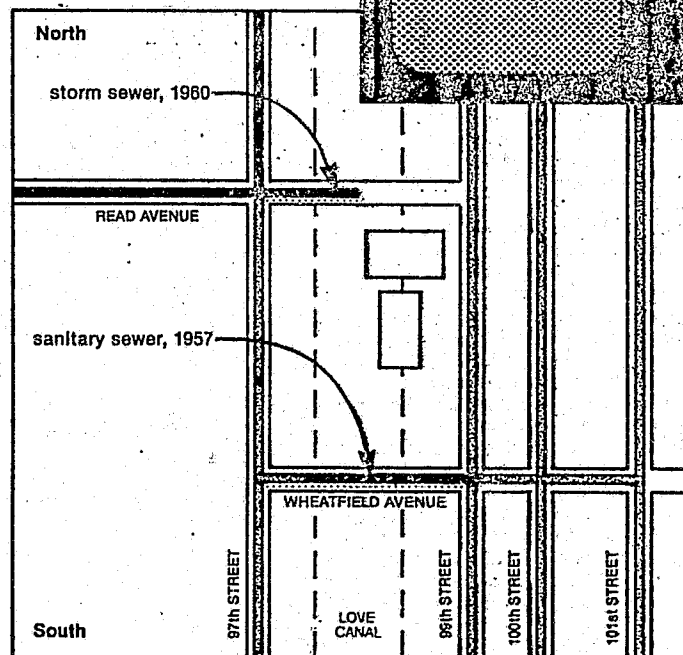 North
storm sewer, 1960
READ AVENUE
sanitary sewer, 1957
WHEATFIELD AVENUE
97th STREET
LOVE
CANAL
99th STREET
100th STREET
101st STREET
South